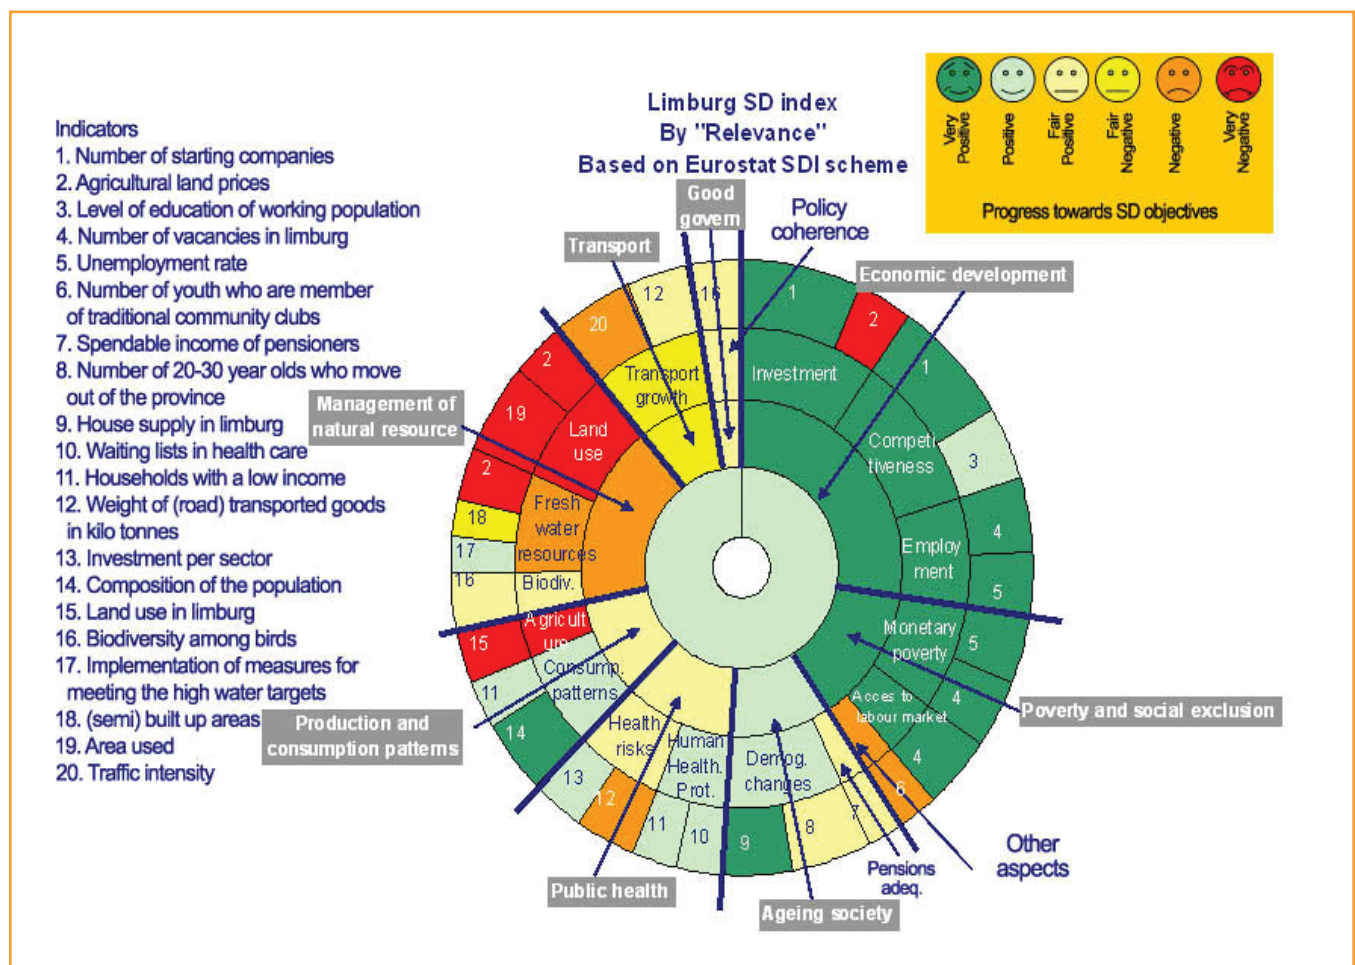 Limburg SD index
By "Relevance"
Based on Eurostat SDI scheme
Very
Positive
Positive
Fair
Positive
Fair
Negative
Negative
Very
Negative
Progress towards SD objectives
Indicators
1. Number of starting companies
2. Agricultural land prices
3. Level of education of working population
4. Number of vacancies in limburg
5. Unemployment rate
6. Number of youth who are member
of traditional community clubs
7. Spendable income of pensioners
8. Number of 20-30 year olds who move
out of the province
9. House supply in limburg
10. Waiting lists in health care
11. Households with a low income
12. Weight of (road) transported goods
in kilo tonnes
13. Investment per sector
14. Composition of the population
15. Land use in limburg
16. Biodiversity among birds
17. Implementation of measures for
meeting the high water targets
18. (semi) built up areas
19. Area used
20. Traffic intensity
Good
govern
Policy
coherence
Transport
Economic development
Management of
natural resource
Poverty and social exclusion
Production and
consumption patterns
Other
aspects
Pensions
adeq.
Public health
Ageing society
Investment
Competi
tiveness
Employ
ment
Monetary
poverty
Acces to
labour market
Demog.
changes
Human
Health.
Prot.
Health
risks
Consump.
patterns
Agricult
ure
Biodiv.
Fresh
water
resources
Land
use
Transport
growth
1
2
1
3
4
5
5
4
4
6
7
8
9
10
11
12
13
14
11
15
16
17
18
2
19
2
20
12
16